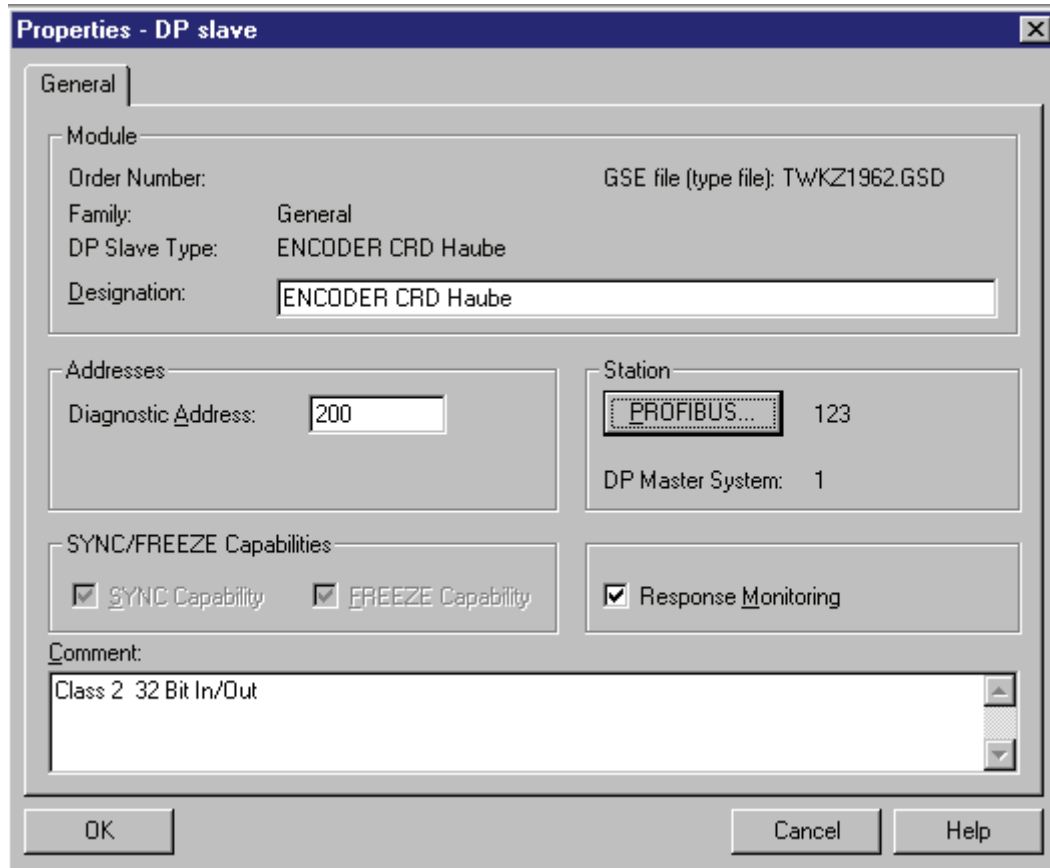 Properties - DP slave
General
Module
Order Number:
GSE file (type file): TWKZ1962.GSD
Family: General
DP Slave Type: ENCODER CRD Haube
Designation: ENCODER CRD Haube
Addresses
Diagnostic Address: 200
Station
PROFIBUS... 123
DP Master System: 1
SYNC/FREEZE Capabilities
SYNC Capability FREEZE Capability
Response Monitoring
Comment:
Class 2  32 Bit In/Out
OK Cancel Help